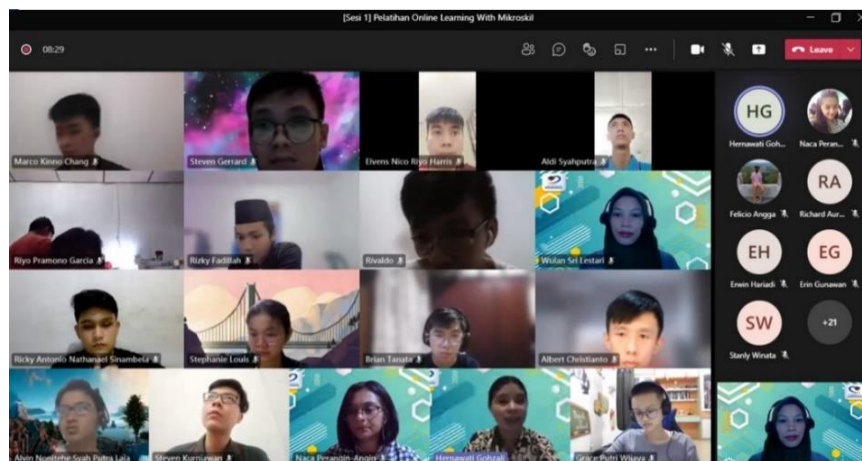 [Sesi 1] Pelatihan Online Learning With Mikroskil
08:29
Leave
Marco Kinno Chang
Steven Gerrard
Elvens Nico Riyo Harris
Aldi Syahputra
HG
Hernawati Goh...
Naca Peran...
Riyo Pramono Garcia
Rizky Fadillah
Rivaldo
Wulan Sri Lestari
Felicio Angga
RA
Richard Aur...
EH
Erwin Hariadi
EG
Erin Gunawan
Ricky Antonio Nathanael Sinambela
Stephanie Louis
Brian Tanata
Albert Christianto
SW
Stanly Winata
+21
Alvin Nonitehe Syah Putra Laia
Steven Kurniawan
Naca Perangin-Angin
Hernawati Gohzali
Grace Putri Wijaya